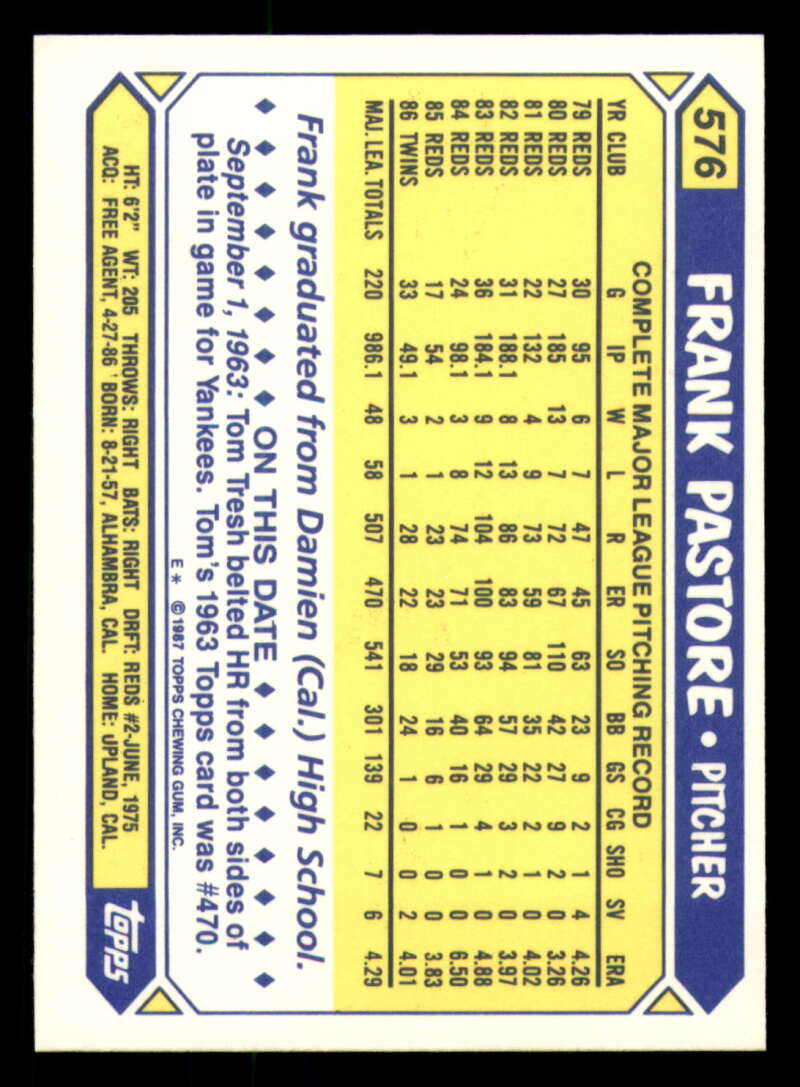 576 FRANK PASTORE • PITCHER
COMPLETE MAJOR LEAGUE PITCHING RECORD
YR CLUB G IP W L R ER SO BB GS CG SHO SV ERA
79 REDS 30 95 6 7 47 45 63 23 9 2 1 4 4.26
80 REDS 27 185 13 7 72 67 110 42 27 9 2 0 3.26
81 REDS 22 132 4 9 73 59 81 35 22 2 1 0 4.02
82 REDS 31 188.1 8 13 86 83 94 57 29 3 2 0 3.97
83 REDS 36 184.1 9 12 104 100 93 64 29 4 1 0 4.88
84 REDS 24 98.1 3 8 74 71 53 40 16 1 0 0 6.50
85 REDS 17 54 2 1 23 23 29 16 6 1 0 0 3.83
86 TWINS 33 49.1 3 1 28 22 18 24 1 0 0 2 4.01
MAJ. LEA. TOTALS 220 986.1 48 58 507 470 541 301 139 22 7 6 4.29
Frank graduated from Damien (Cal.) High School.
ON THIS DATE
September 1, 1963: Tom Tresh belted HR from both sides of
plate in game for Yankees. Tom's 1963 Topps card was #470.
E * ©1987 TOPPS CHEWING GUM, INC.
HT: 6'2" WT: 205 THROWS: RIGHT BATS: RIGHT DRFT: REDS #2-JUNE, 1975
ACQ: FREE AGENT, 4-27-86 BORN: 8-21-57, ALHAMBRA, CAL. HOME: UPLAND, CAL.
topps